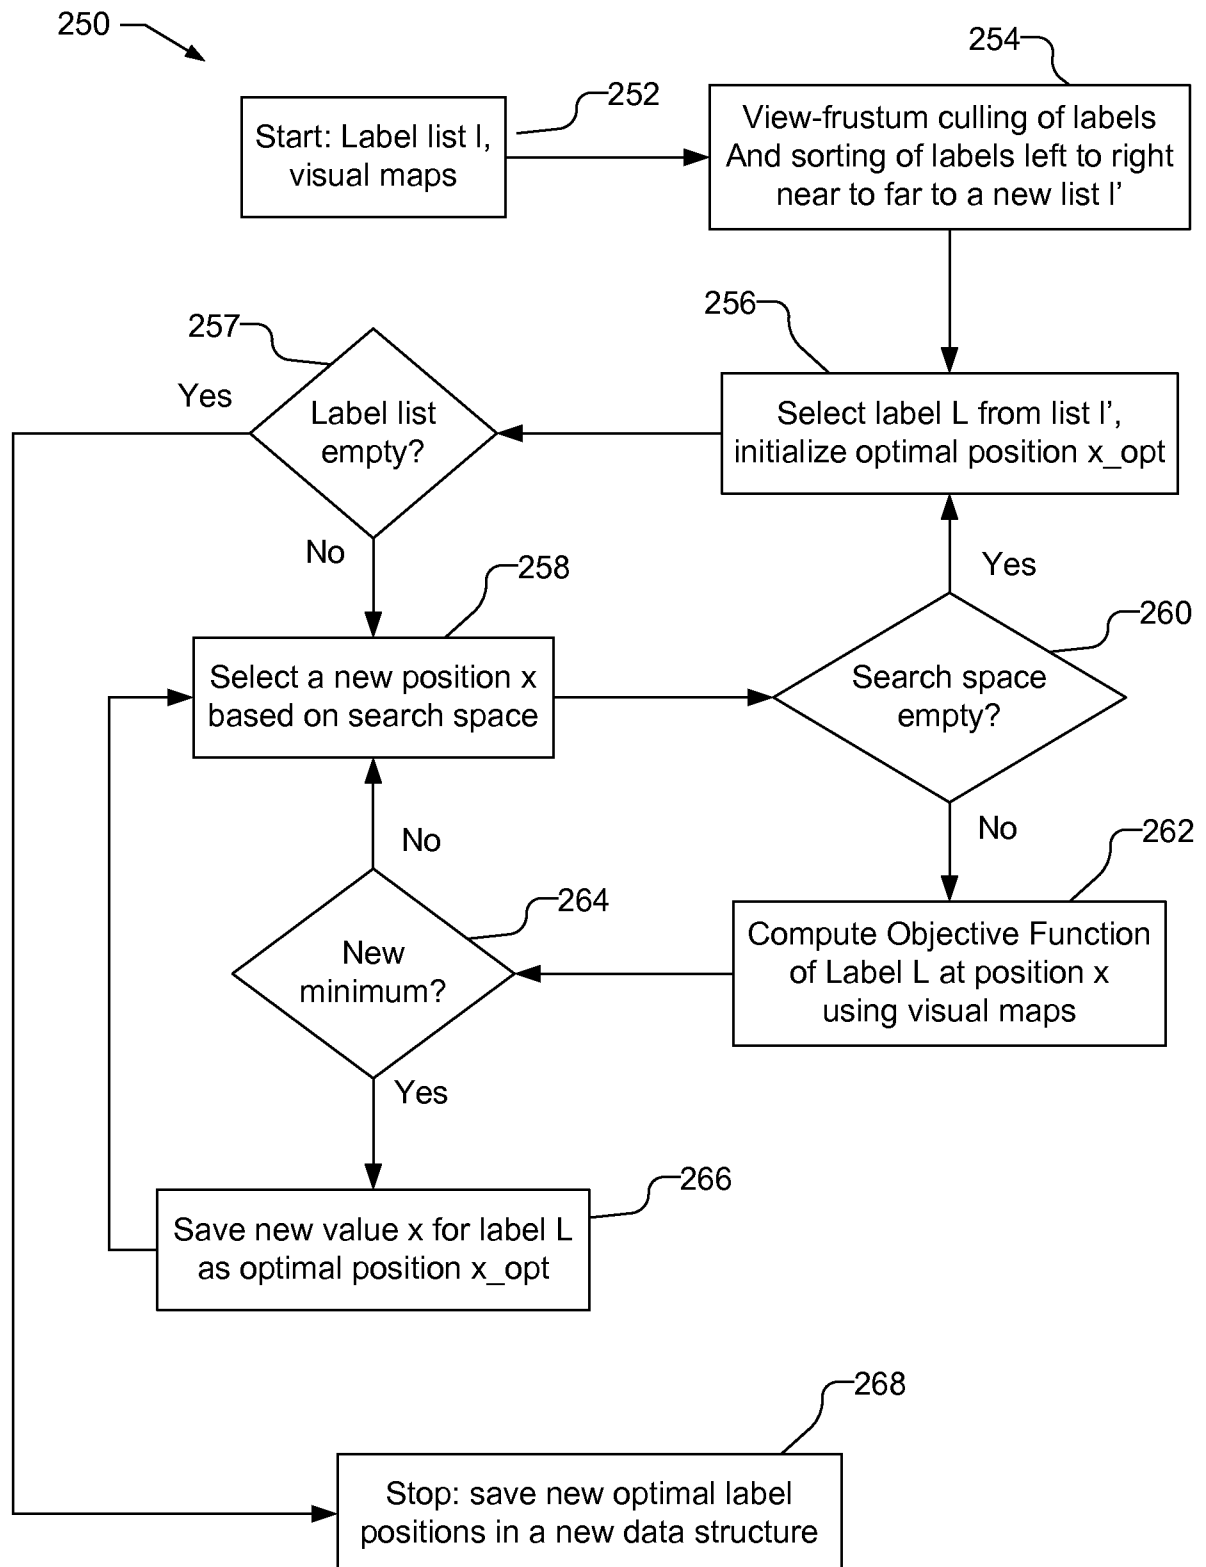 250
252
Start: Label list l,
visual maps
254
View-frustum culling of labels
And sorting of labels left to right
near to far to a new list l’
256
Select label L from list l’,
initialize optimal position x_opt
257
Yes
Label list
empty?
No
258
Select a new position x
based on search space
Yes
260
Search space
empty?
No
262
Compute Objective Function
of Label L at position x
using visual maps
No
264
New
minimum?
Yes
266
Save new value x for label L
as optimal position x_opt
268
Stop: save new optimal label
positions in a new data structure